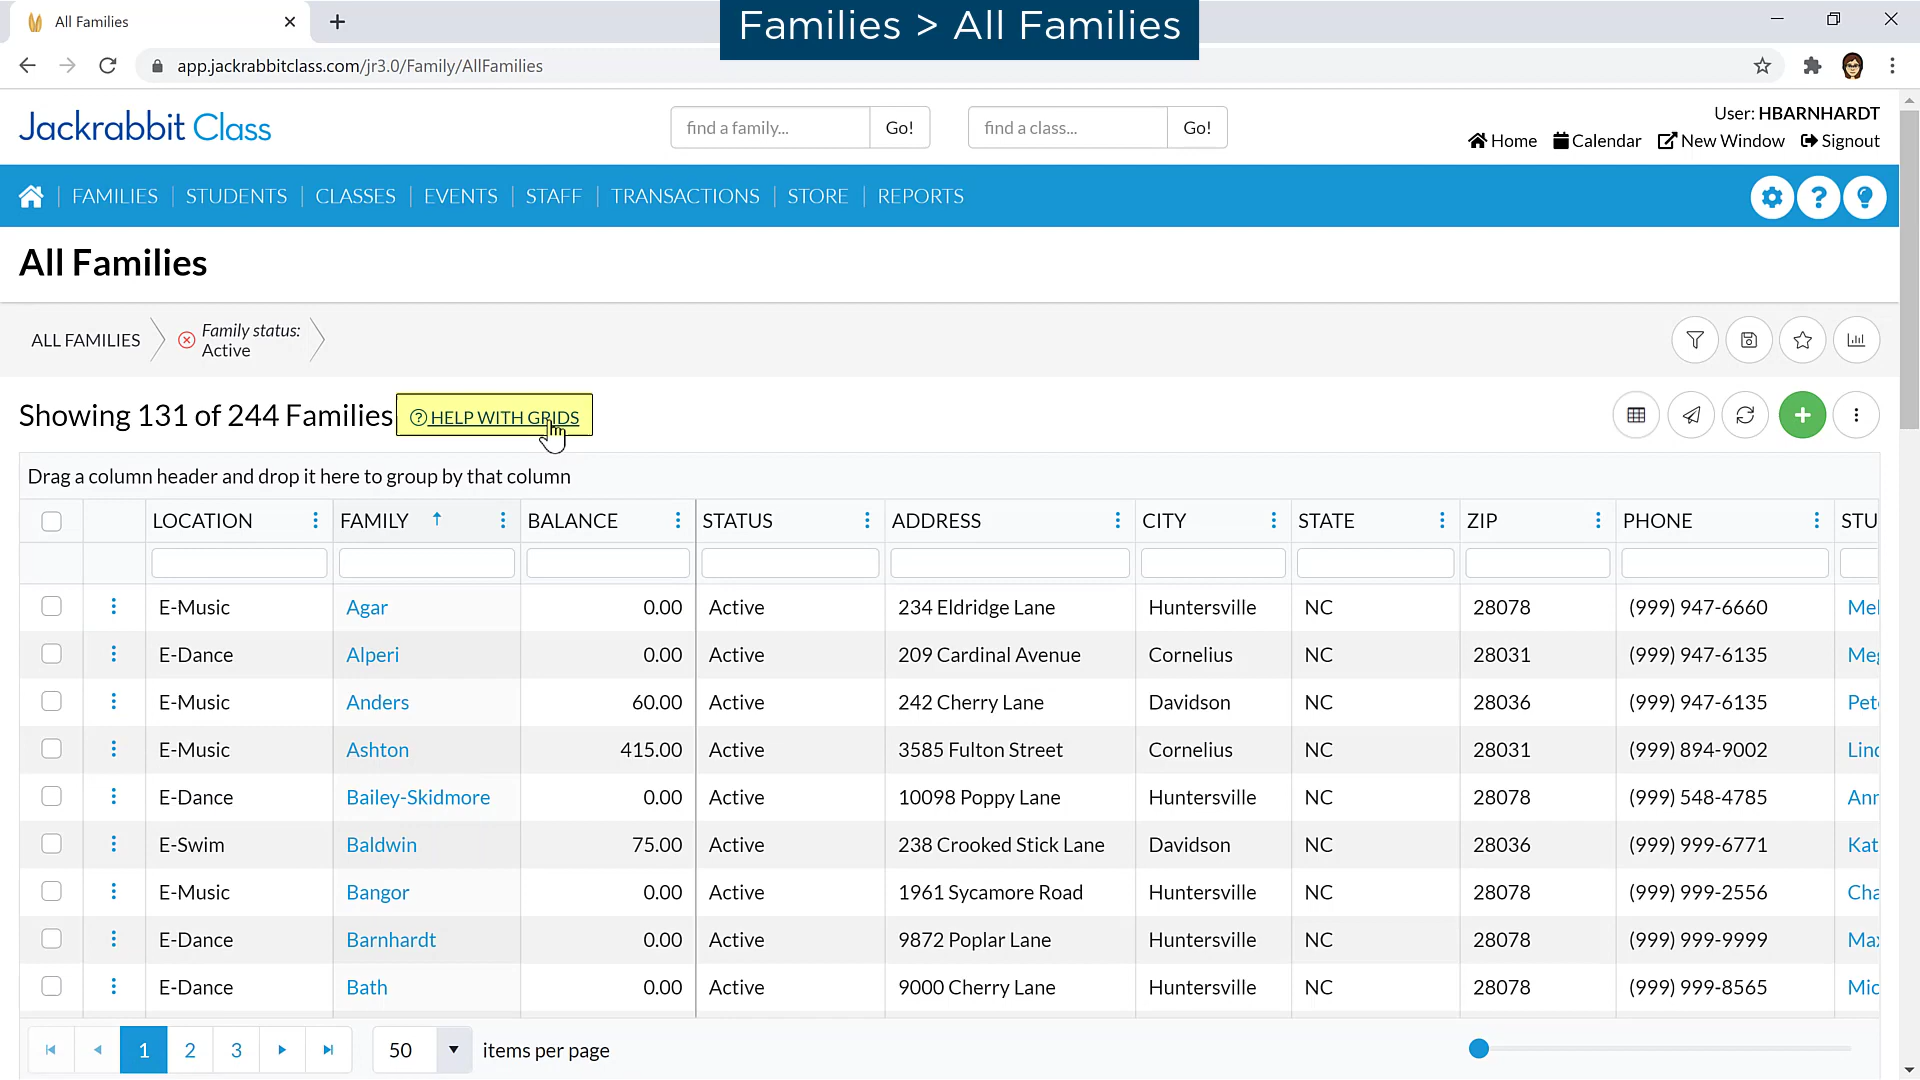 All Families
Families > All Families
app.jackrabbitclass.com/jr3.0/Family/AllFamilies
Jackrabbit Class
find a family... Go!
find a class... Go!
User: HBARNHARDT
Home Calendar New Window Signout
FAMILIES STUDENTS CLASSES EVENTS STAFF TRANSACTIONS STORE REPORTS
?
All Families
ALL FAMILIES
Family status:
Active
Showing 131 of 244 Families
? HELP WITH GRIDS
Drag a column header and drop it here to group by that column
LOCATION FAMILY BALANCE STATUS ADDRESS CITY STATE ZIP PHONE STU
E-Music Agar 0.00 Active 234 Eldridge Lane Huntersville NC 28078 (999) 947-6660
E-Dance Alperi 0.00 Active 209 Cardinal Avenue Cornelius NC 28031 (999) 947-6135
E-Music Anders 60.00 Active 242 Cherry Lane Davidson NC 28036 (999) 947-6135
E-Music Ashton 415.00 Active 3585 Fulton Street Cornelius NC 28031 (999) 894-9002
E-Dance Bailey-Skidmore 0.00 Active 10098 Poppy Lane Huntersville NC 28078 (999) 548-4785
E-Swim Baldwin 75.00 Active 238 Crooked Stick Lane Davidson NC 28036 (999) 999-6771 Kat
E-Music Bangor 0.00 Active 1961 Sycamore Road Huntersville NC 28078 (999) 999-2556
E-Dance Barnhardt 0.00 Active 9872 Poplar Lane Huntersville NC 28078 (999) 999-9999
E-Dance Bath 0.00 Active 9000 Cherry Lane Huntersville NC 28078 (999) 999-8565 Mic
1 2 3 50 items per page